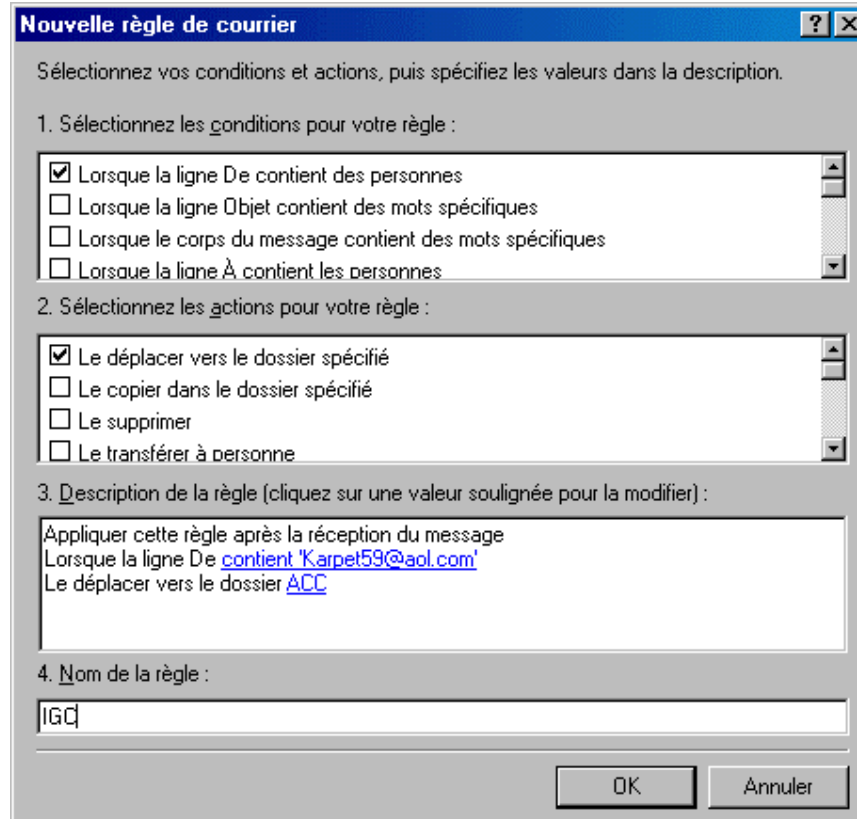 Nouvelle règle de courrier
Sélectionnez vos conditions et actions, puis spécifiez les valeurs dans la description.
1. Sélectionnez les conditions pour votre règle :
Lorsque la ligne De contient des personnes
Lorsque la ligne Objet contient des mots spécifiques
Lorsque le corps du message contient des mots spécifiques
Lorsque la ligne À contient les personnes
2. Sélectionnez les actions pour votre règle :
Le déplacer vers le dossier spécifié
Le copier dans le dossier spécifié
Le supprimer
Le transférer à personne
3. Description de la règle (cliquez sur une valeur soulignée pour la modifier) :
Appliquer cette règle après la réception du message
Lorsque la ligne De contient 'Karpet59@aol.com'
Le déplacer vers le dossier ACC
4. Nom de la règle :
IGC
OK
Annuler